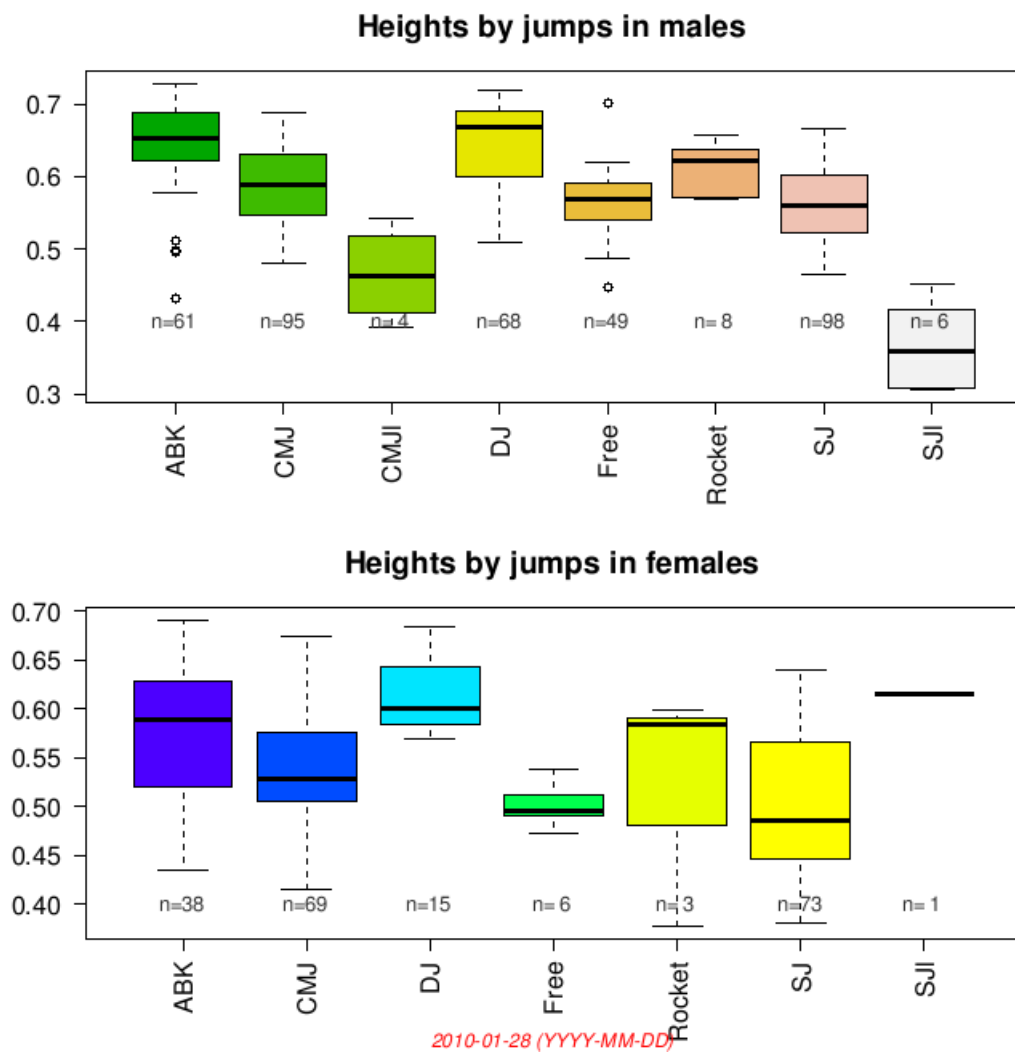 Heights by jumps in males
0.7
0.6
0.5
0.4
0.3
n=61 n=95 n= 4 n=68 n=49 n= 8 n=98 n= 6
ABK CMJ CMJl DJ Free Rocket SJ SJl
Heights by jumps in females
0.70
0.65
0.60
0.55
0.50
0.45
0.40
n=38 n=69 n=15 n= 6 n= 3 n=73 n= 1
ABK CMJ DJ Free Rocket SJ SJl
2010-01-28 (YYYY-MM-DD)